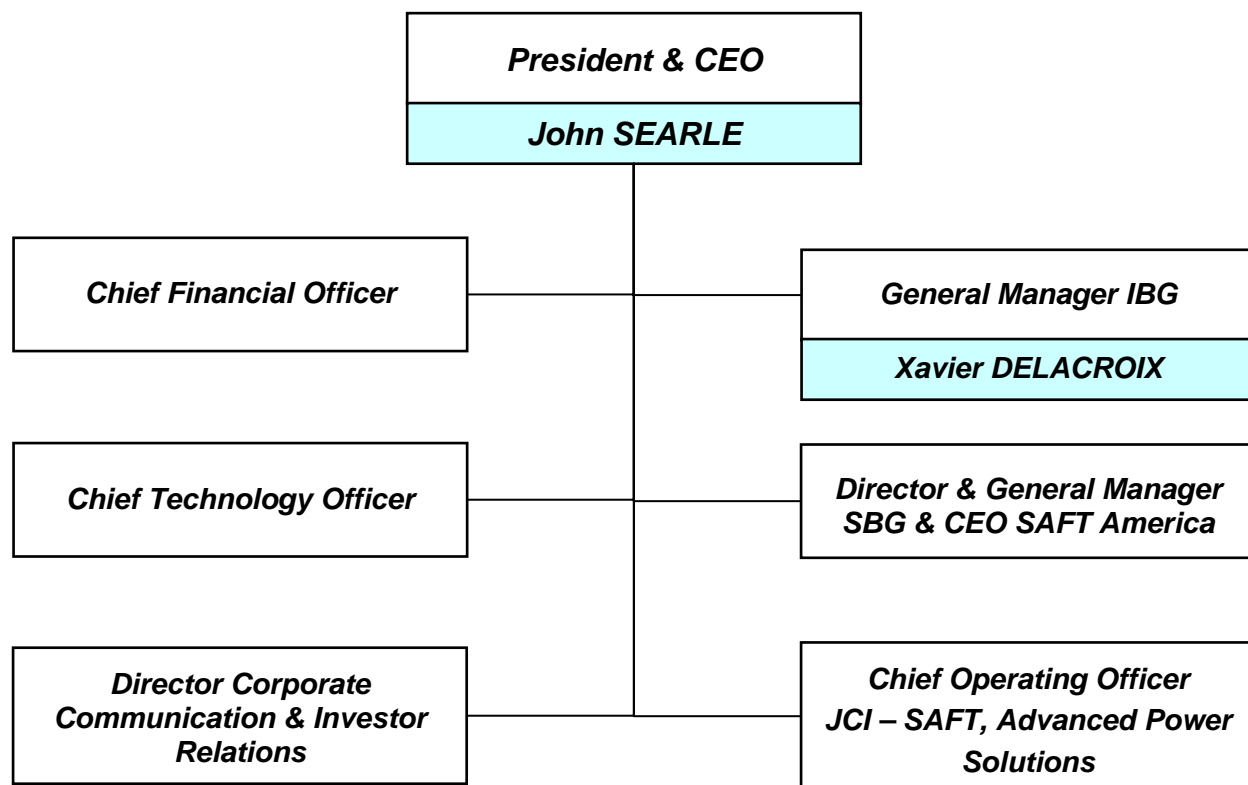 President & CEO
John SEARLE
Chief Financial Officer
General Manager IBG
Xavier DELACROIX
Chief Technology Officer
Director & General Manager
SBG & CEO SAFT America
Director Corporate
Communication & Investor
Relations
Chief Operating Officer
JCI – SAFT, Advanced Power
Solutions